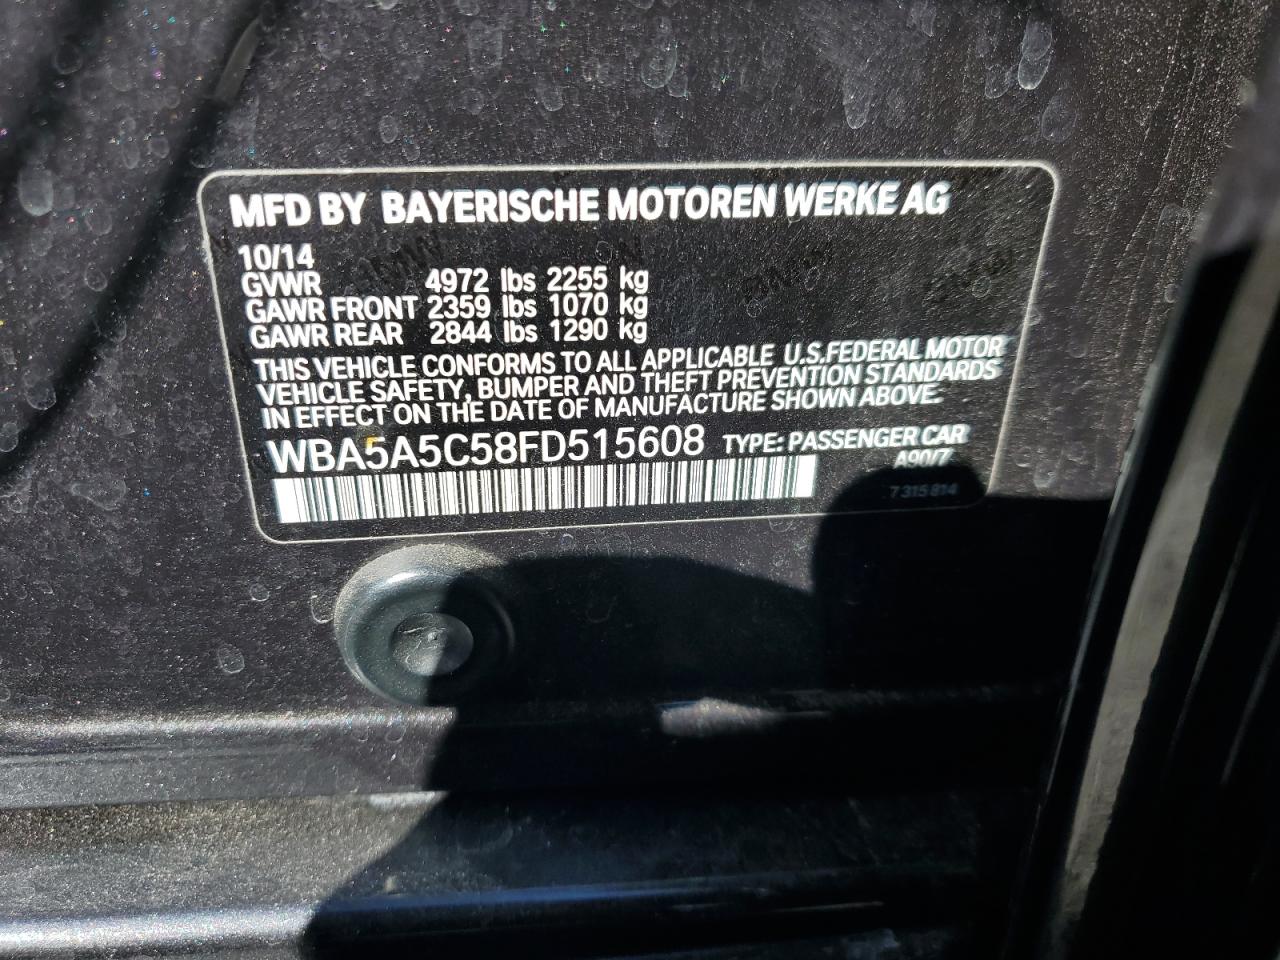 MFD BY BAYERISCHE MOTOREN WERKE AG
10/14
GVWR 4972 lbs 2255 kg
GAWR FRONT 2359 lbs 1070 kg
GAWR REAR 2844 lbs 1290 kg
THIS VEHICLE CONFORMS TO ALL APPLICABLE U.S.FEDERAL MOTOR
VEHICLE SAFETY, BUMPER AND THEFT PREVENTION STANDARDS
IN EFFECT ON THE DATE OF MANUFACTURE SHOWN ABOVE.
WBA5A5C58FD515608 TYPE: PASSENGER CAR
A90/7
7 315 814